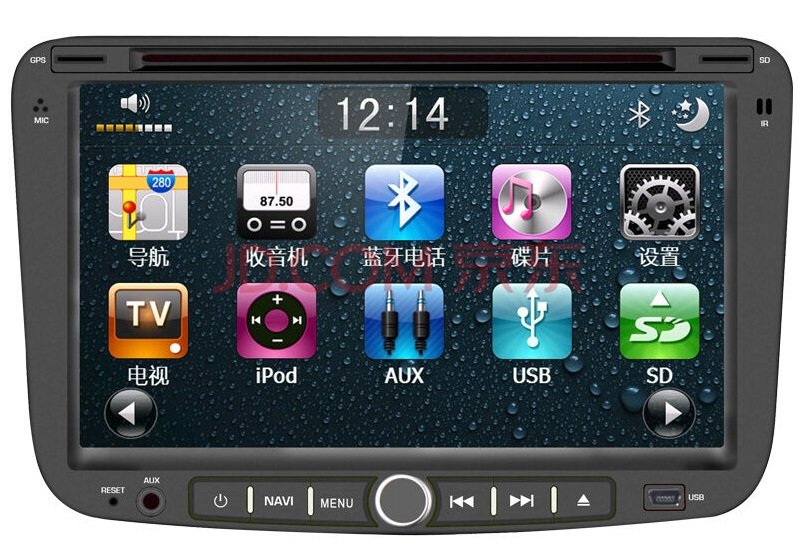 GPS
SD
MIC
12:14
IR
280
87.50
导航
收音机
蓝牙电话
碟片
设置
JD.COM 京东
TV
SD
电视
iPod
AUX
USB
SD
RESET
AUX
NAVI
MENU
USB